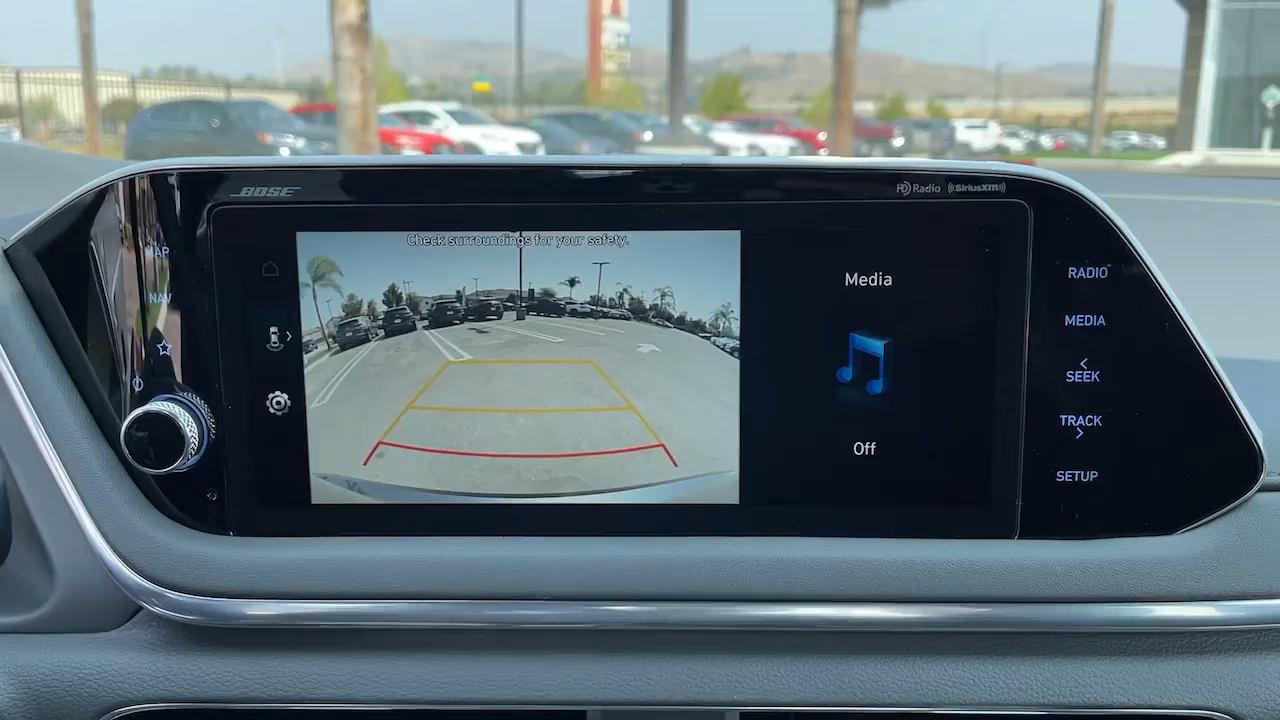 BOSE
HD Radio
((SiriusXM))
MAP
NAV
Check surroundings for your safety.
Media
Off
RADIO
MEDIA
<
SEEK
TRACK
>
SETUP